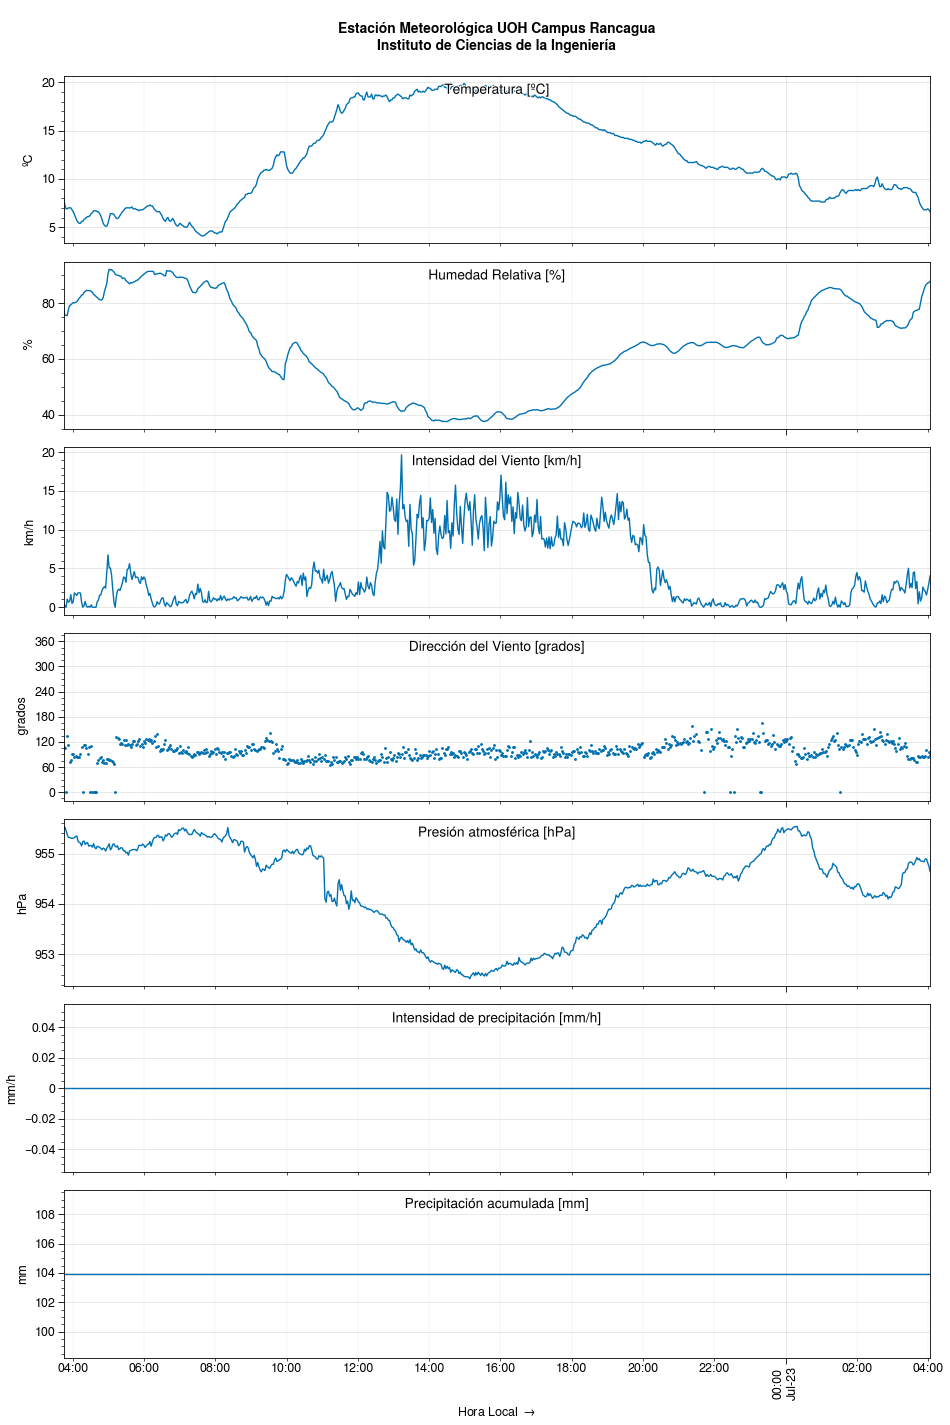 Estación Meteorológica UOH Campus Rancagua
Instituto de Ciencias de la Ingeniería
Temperatura [ºC]
ºC
20
15
10
5
Humedad Relativa [%]
%
80
60
40
Intensidad del Viento [km/h]
km/h
20
15
10
5
0
Dirección del Viento [grados]
grados
360
300
240
180
120
60
0
Presión atmosférica [hPa]
hPa
955
954
953
Intensidad de precipitación [mm/h]
mm/h
0.04
0.02
0
−0.02
−0.04
Precipitación acumulada [mm]
mm
108
106
104
102
100
04:00 06:00 08:00 10:00 12:00 14:00 16:00 18:00 20:00 22:00 00:00 02:00 04:00
Jul-23
Hora Local →